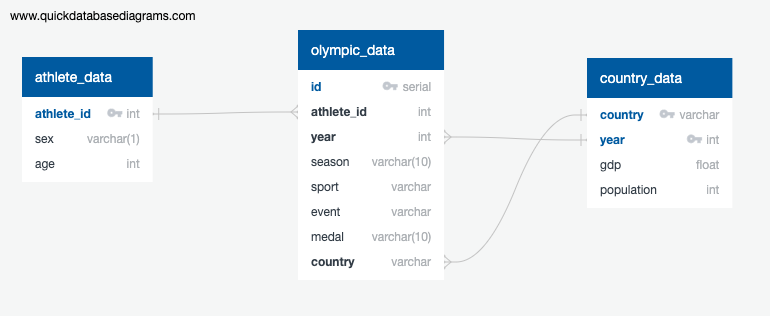 www.quickdatabasediagrams.com
athlete_data
athlete_id int
sex varchar(1)
age int
olympic_data
id serial
athlete_id int
year int
season varchar(10)
sport varchar
event varchar
medal varchar(10)
country varchar
country_data
country varchar
year int
gdp float
population int